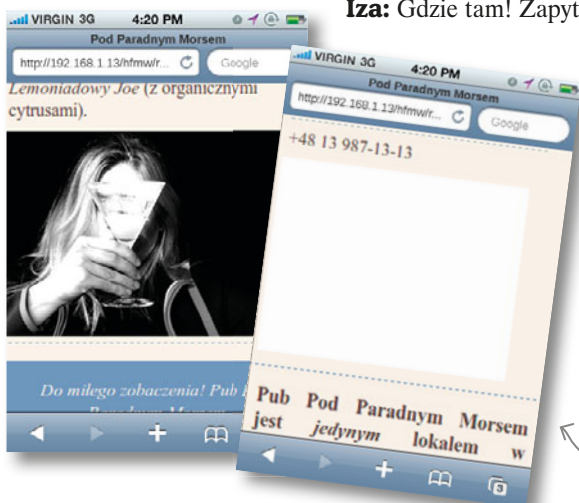 Iza: Gdzie tam! Zapyt
VIRGIN 3G 4:20 PM
Pod Paradnym Morsem
http://192.168.1.13/hfmw/r... Google
Lemoniadowy Joe (z organicznymi
cytrusami).
Do miłego zobaczenia! Pub
VIRGIN 3G 4:20 PM
Pod Paradnym Morsem
http://192.168.1.13/hfmw/r... Google
+48 13 987-13-13
Pub Pod Paradnym Morsem
jest jedynym lokalem w
3